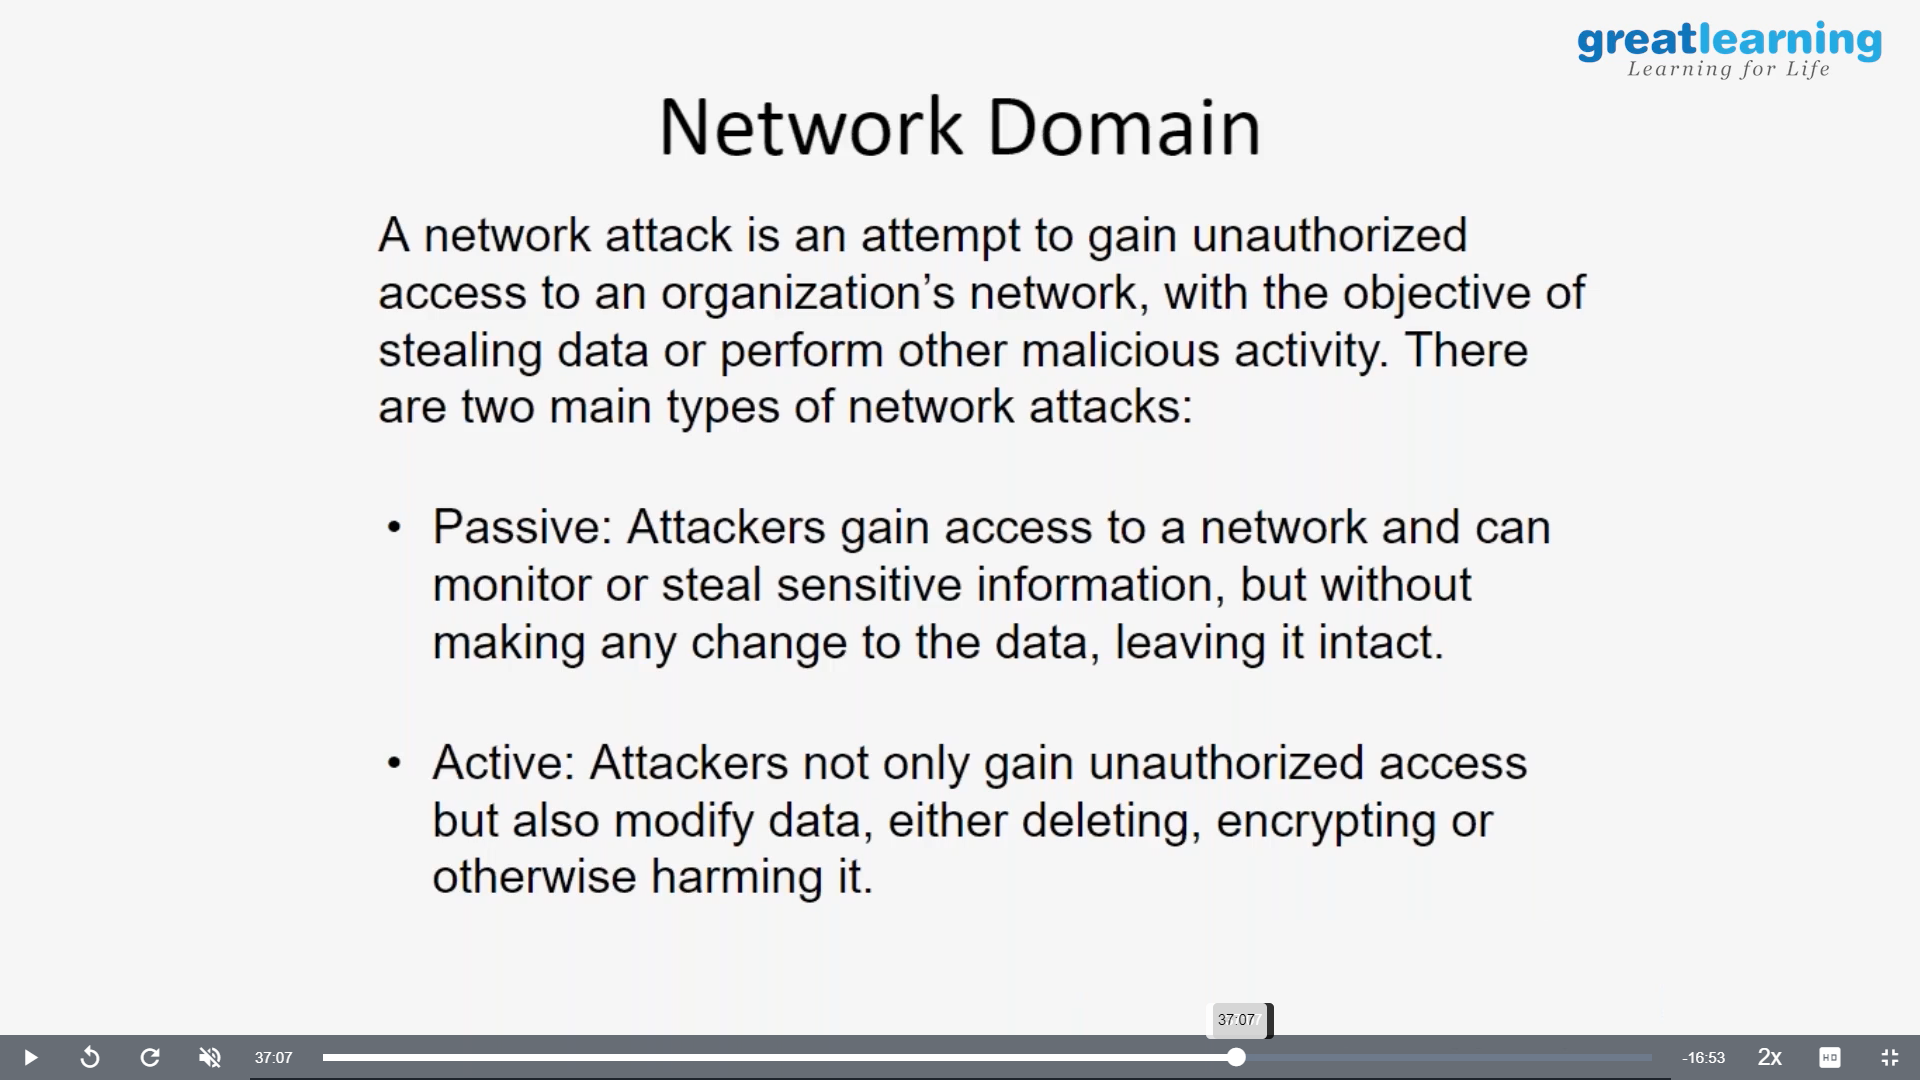 greatlearning
Learning for Life
Network Domain
A network attack is an attempt to gain unauthorized
access to an organization’s network, with the objective of
stealing data or perform other malicious activity. There
are two main types of network attacks:
• Passive: Attackers gain access to a network and can
monitor or steal sensitive information, but without
making any change to the data, leaving it intact.
• Active: Attackers not only gain unauthorized access
but also modify data, either deleting, encrypting or
otherwise harming it.
37:07
37:07
-16:53
2x
HD